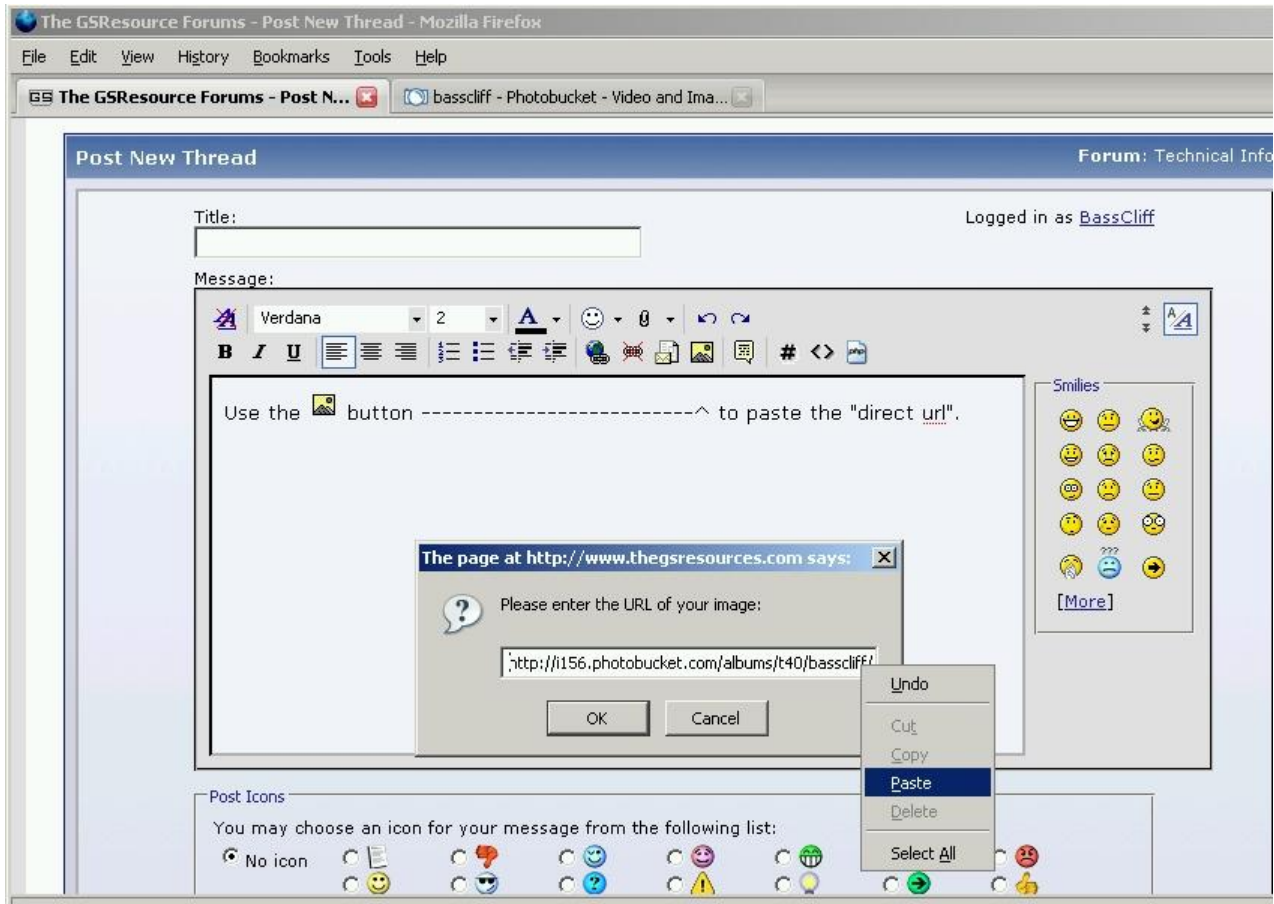 The GSResource Forums - Post New Thread - Mozilla Firefox
File Edit View History Bookmarks Tools Help
GS The GSResource Forums - Post N... basscliff - Photobucket - Video and Ima...
Post New Thread Forum: Technical Info
Title: Logged in as BassCliff
Message:
Verdana 2 A A/A
B I U # <> php
Use the button --------------------------^ to paste the "direct url".
Smilies
???
[More]
The page at http://www.thegsresources.com says:
Please enter the URL of your image:
http://i156.photobucket.com/albums/t40/basscliff/
OK Cancel
Undo
Cut
Copy
Paste
Delete
Select All
Post Icons
You may choose an icon for your message from the following list:
No icon